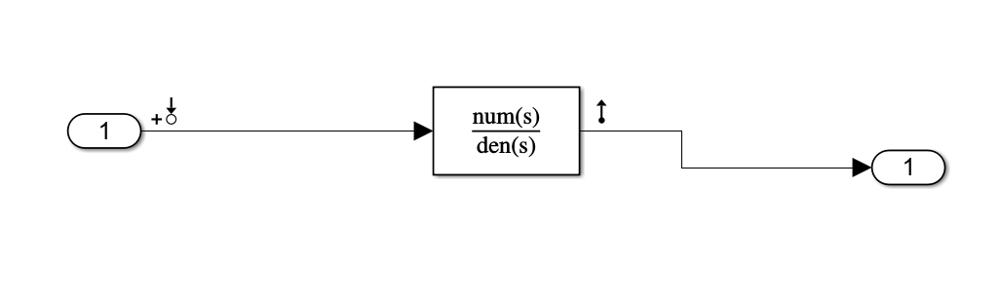 1
+
num(s)
den(s)
1